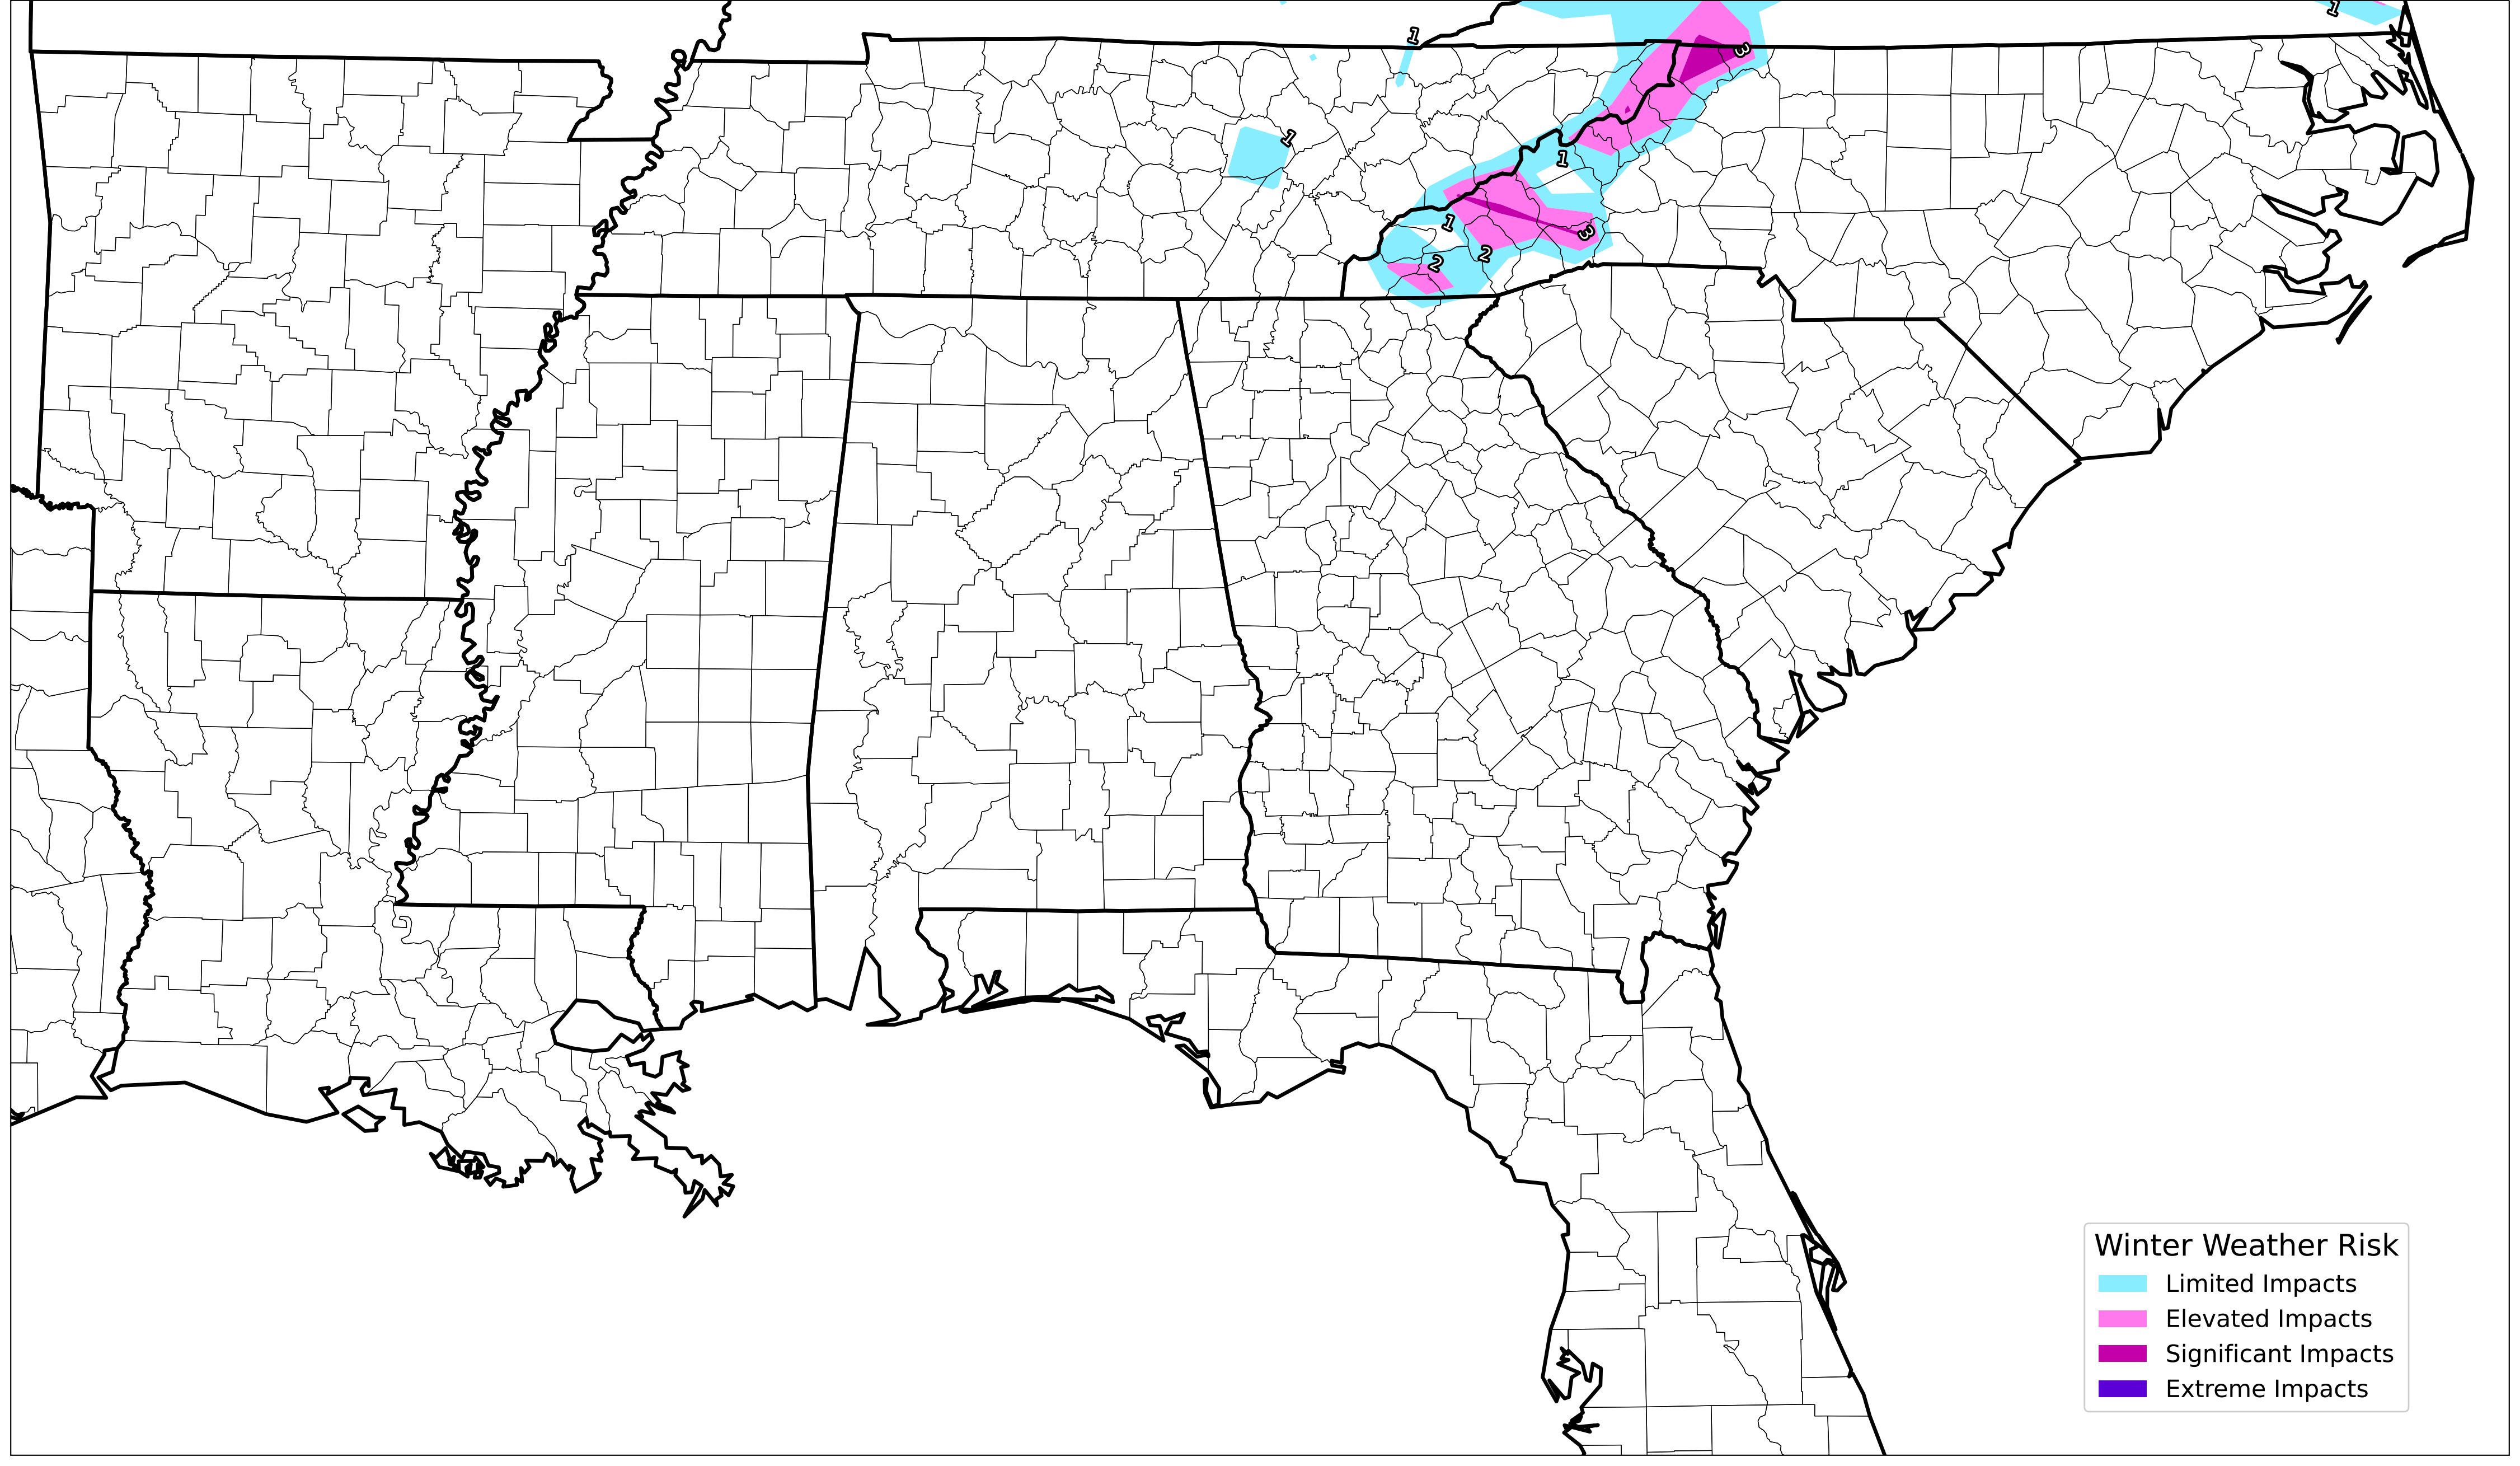 1
1
3
1
1
1
3
2
2
Winter Weather Risk
Limited Impacts
Elevated Impacts
Significant Impacts
Extreme Impacts